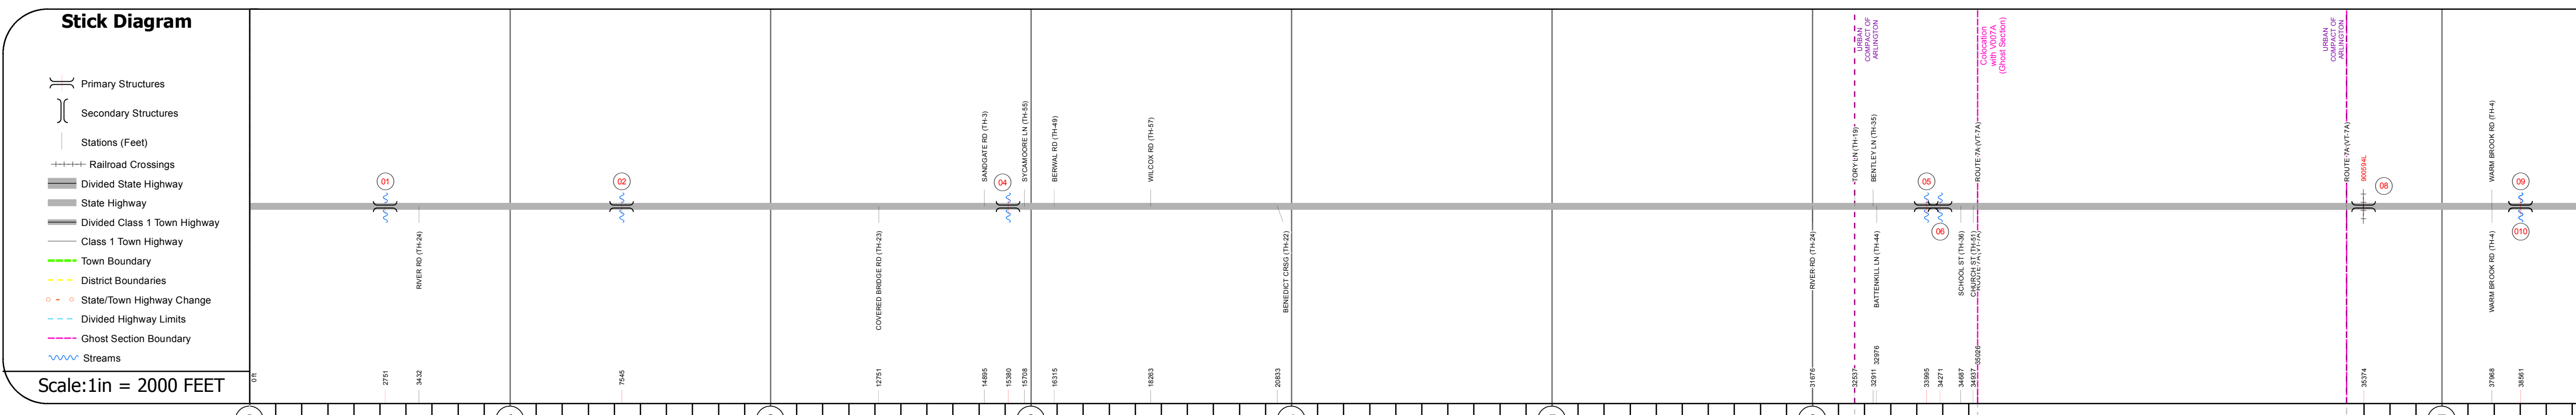 Stick Diagram
Primary Structures
Secondary Structures
Stations (Feet)
Railroad Crossings
Divided State Highway
State Highway
Divided Class 1 Town Highway
Class 1 Town Highway
Town Boundary
District Boundaries
State/Town Highway Change
Divided Highway Limits
Ghost Section Boundary
Streams
Scale:1in = 2000 FEET
0 ft
01
2751
RIVER RD (TH-24)
3432
02
7545
COVERED BRIDGE RD (TH-23)
12751
SANDGATE RD (TH-3)
14895
04
15380
SYCAMOORE LN (TH-55)
15708
BERWAL RD (TH-49)
16315
WILCOX RD (TH-57)
18263
BENEDICT CRSG (TH-22)
20833
RIVER RD (TH-24)
31676
URBAN
COMPACT OF
ARLINGTON
TORY LN (TH-19)
32537
BENTLEY LN (TH-35)
32911
BATTENKILL LN (TH-44)
32976
05
33995
06
34271
SCHOOL ST (TH-36)
34687
CHURCH ST (TH-51)
34937
Colocation
with V007A
(Ghost Section)
ROUTE-7A (VT-7A)
ROUTE-7A (VT-7A)
35026
URBAN
COMPACT OF
ARLINGTON
ROUTE-7A (VT-7A)
900594L
08
35374
WARM BROOK RD (TH-4)
WARM BROOK RD (TH-4)
37968
09
010
38561